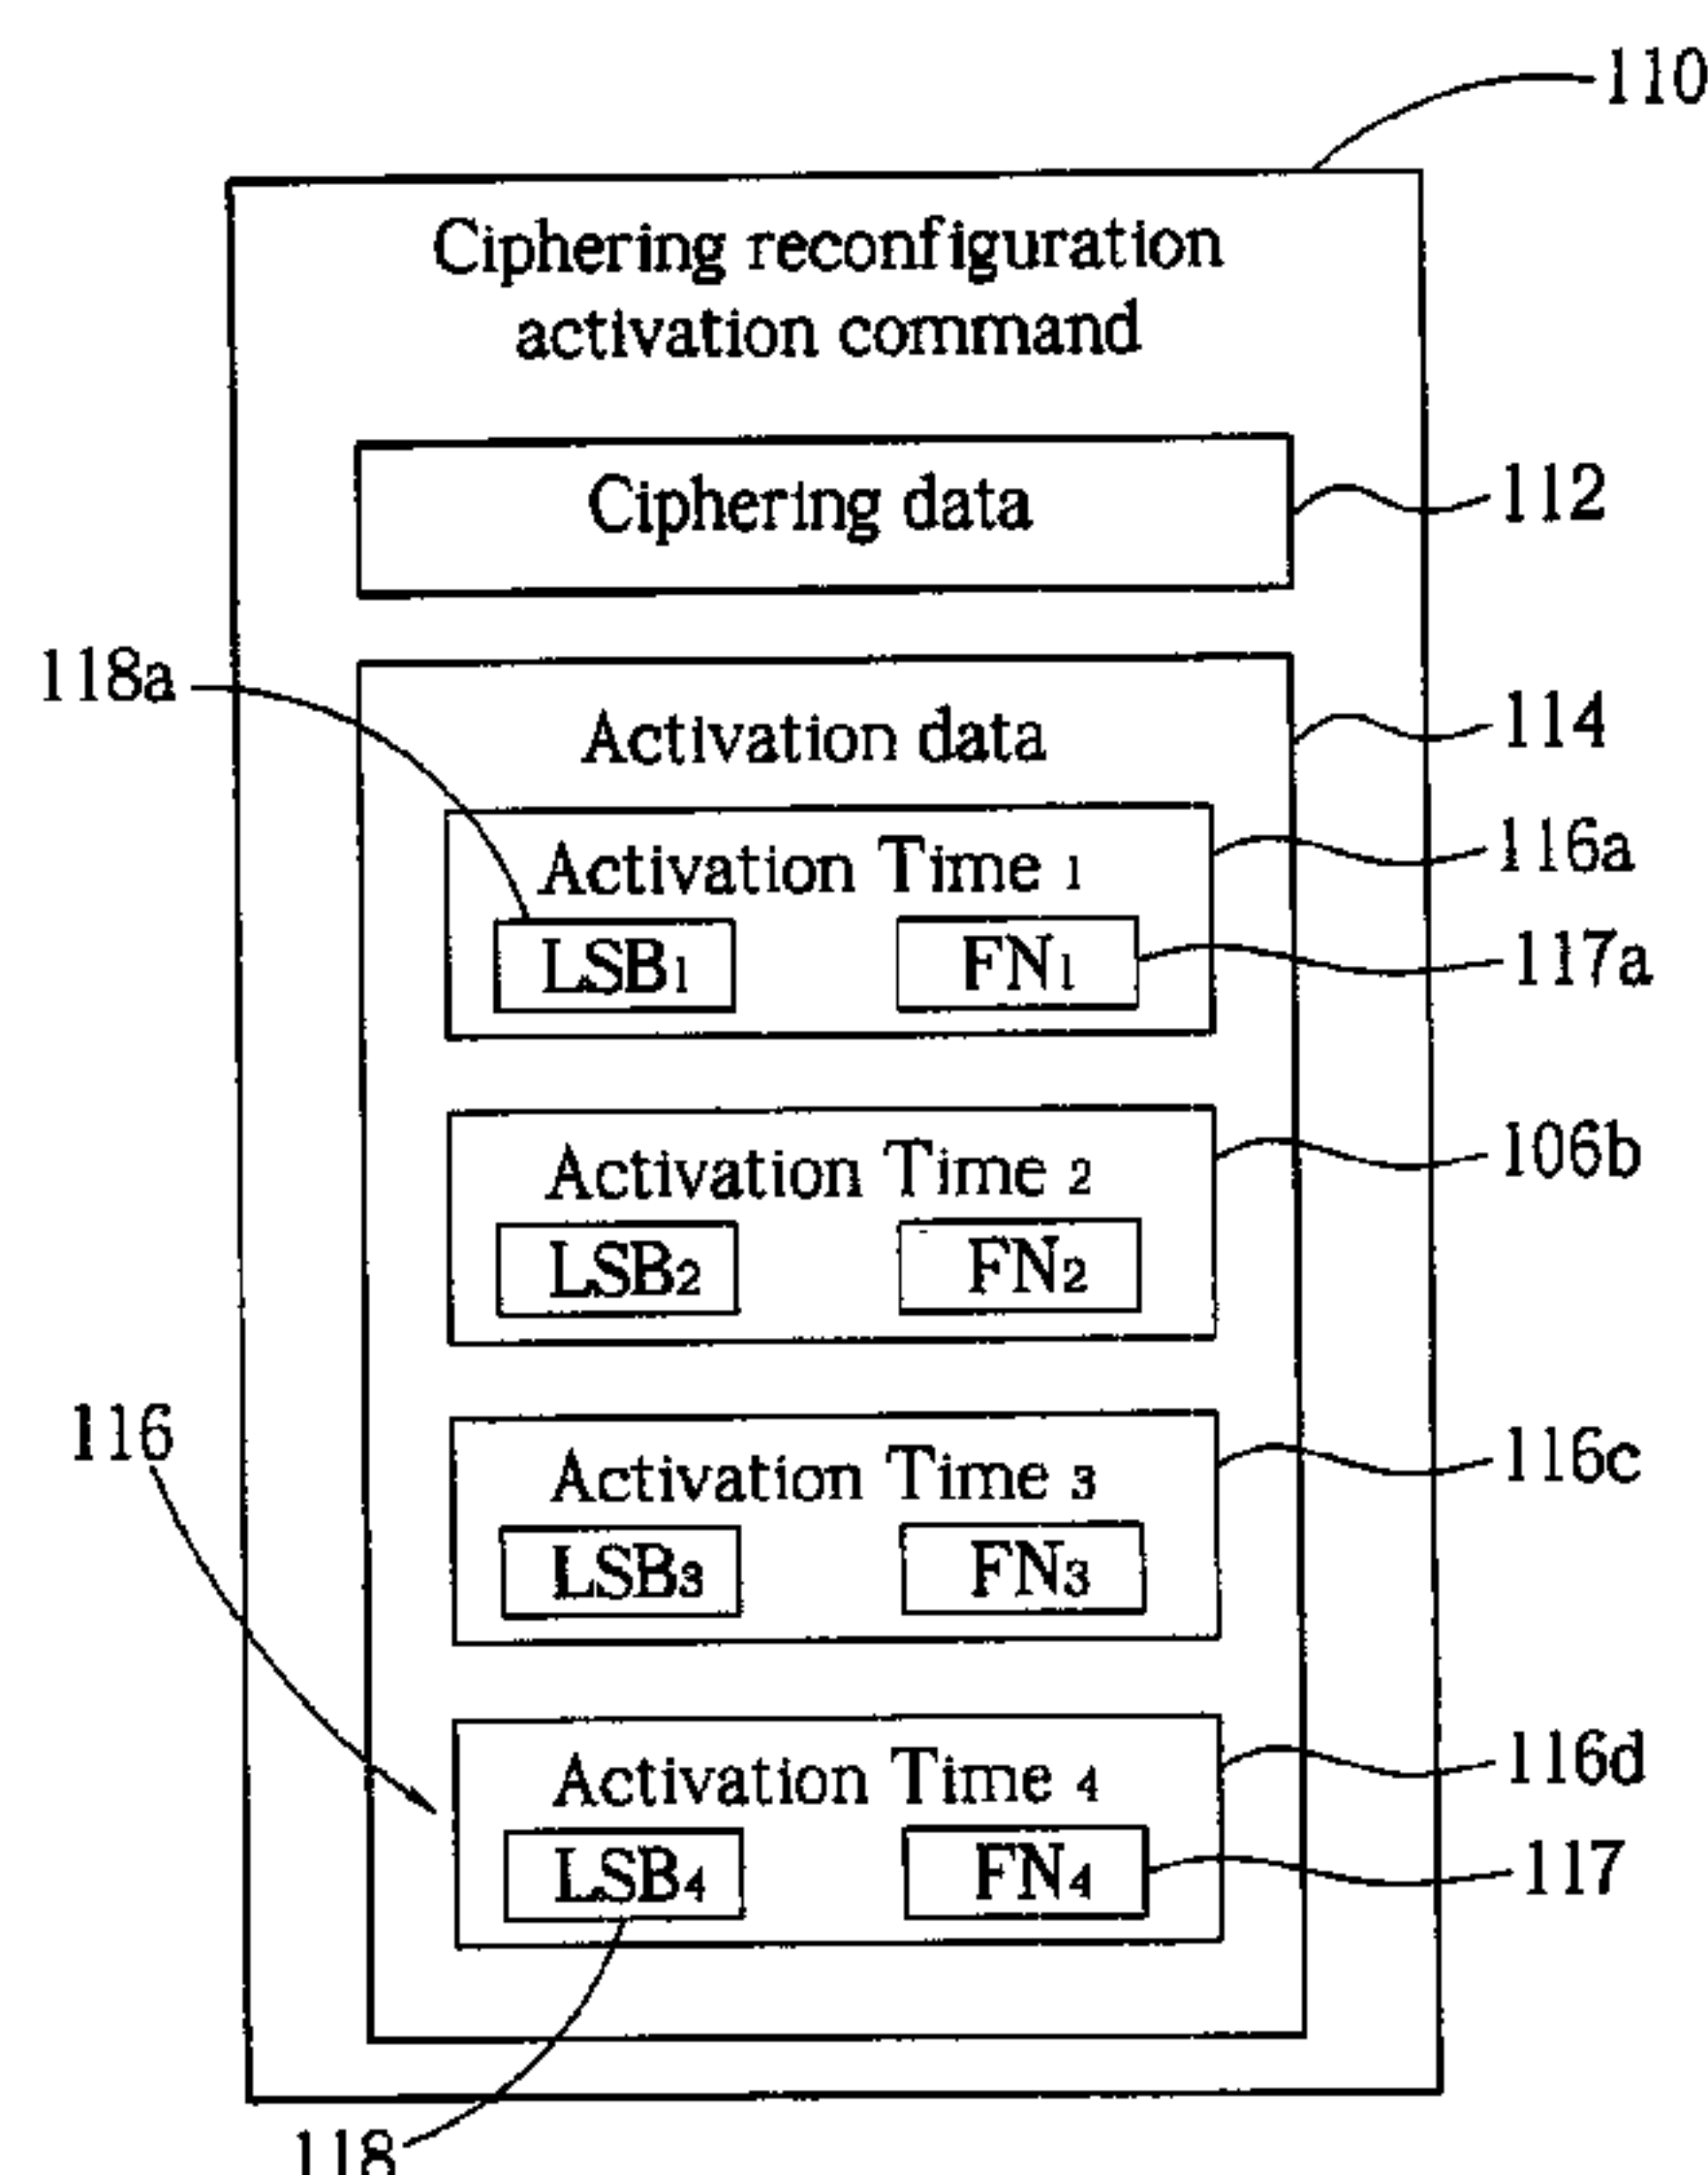 110
Ciphering reconfiguration
activation command
Ciphering data
112
118a
Activation data
114
Activation Time 1
116a
LSB1
FN1
117a
Activation Time 2
106b
LSB2
FN2
116
Activation Time 3
116c
LSB3
FN3
Activation Time 4
116d
LSB4
FN4
117
118